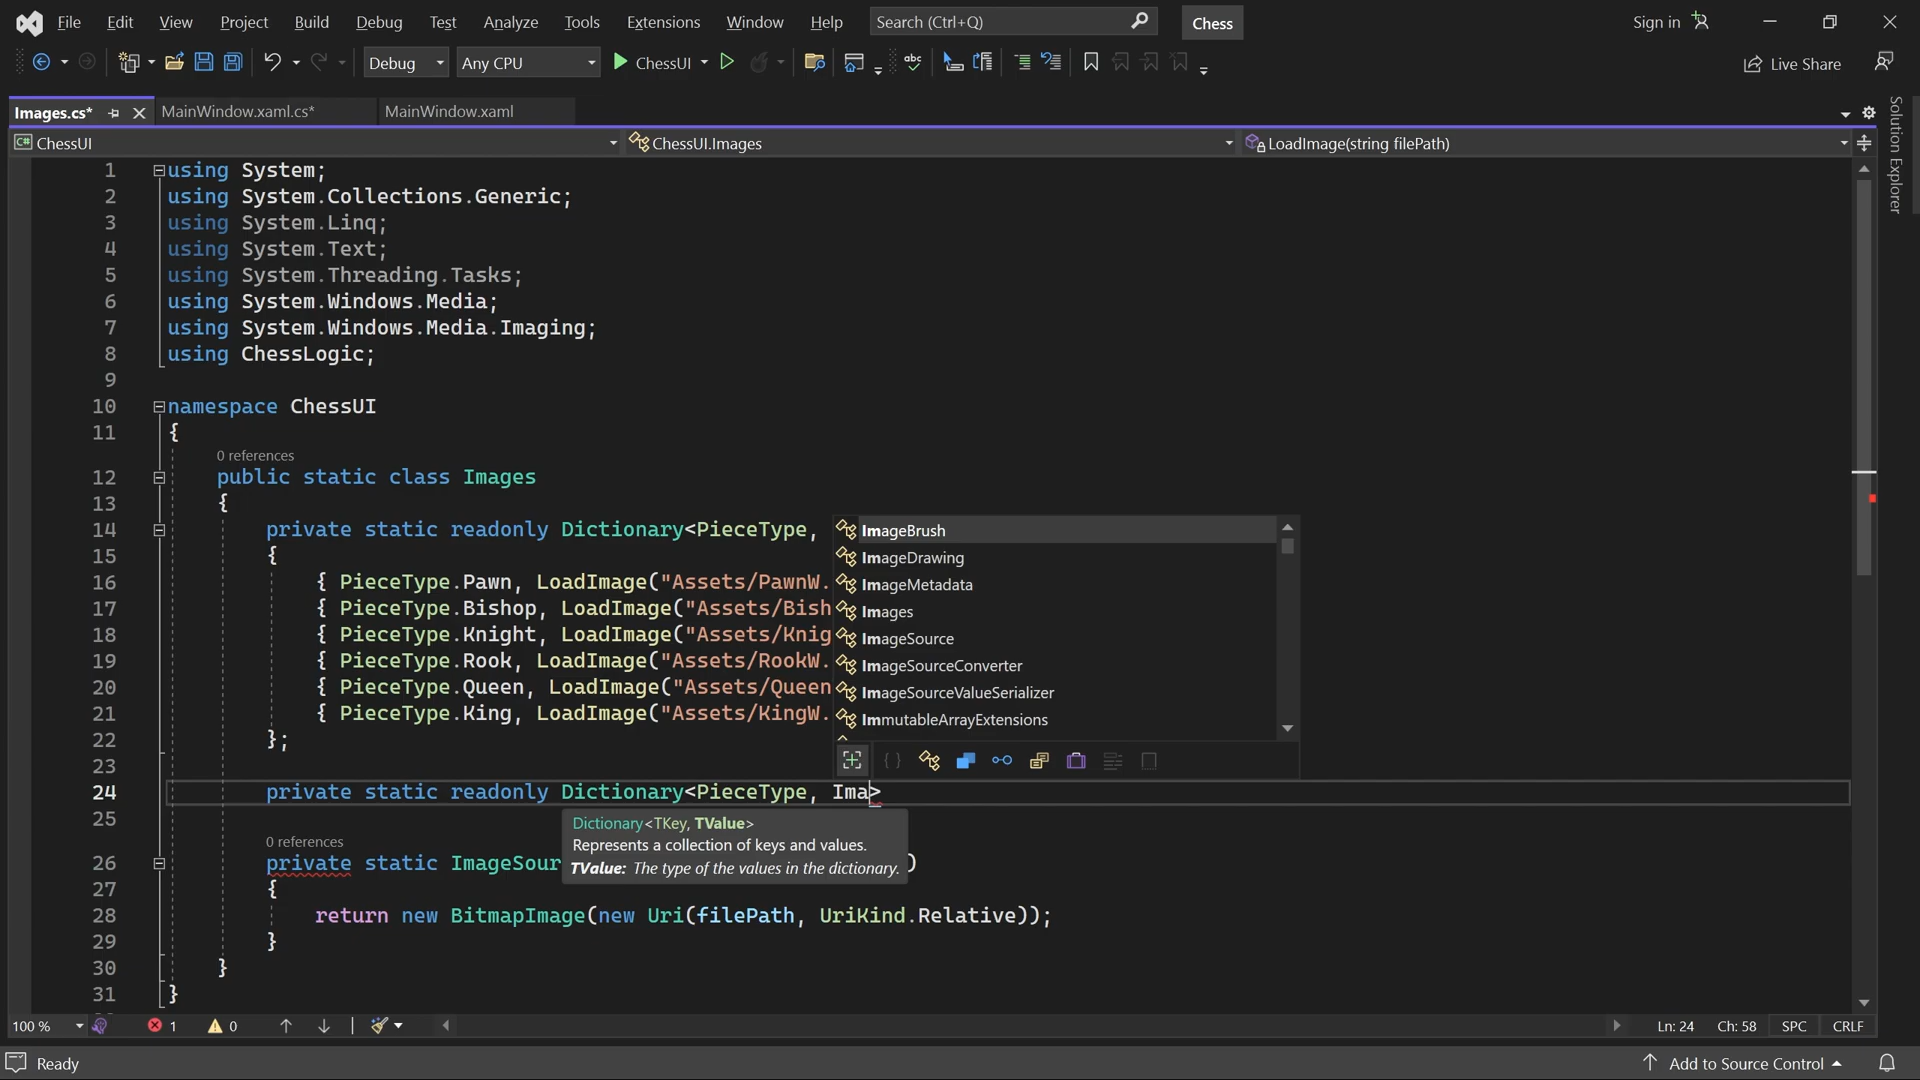 File Edit View Project Build Debug Test Analyze Tools Extensions Window Help Search (Ctrl+Q) Chess Sign in
Debug Any CPU ChessUI Live Share
Images.cs* MainWindow.xaml.cs* MainWindow.xaml
ChessUI ChessUI.Images LoadImage(string filePath)
Solution Explorer
1 using System;
2 using System.Collections.Generic;
3 using System.Linq;
4 using System.Text;
5 using System.Threading.Tasks;
6 using System.Windows.Media;
7 using System.Windows.Media.Imaging;
8 using ChessLogic;
9
10 namespace ChessUI
11 {
0 references
12 public static class Images
13 {
14 private static readonly Dictionary<PieceType,
15 {
16 { PieceType.Pawn, LoadImage("Assets/PawnW.
17 { PieceType.Bishop, LoadImage("Assets/Bish
18 { PieceType.Knight, LoadImage("Assets/Knig
19 { PieceType.Rook, LoadImage("Assets/RookW.
20 { PieceType.Queen, LoadImage("Assets/Queen
21 { PieceType.King, LoadImage("Assets/KingW.
22 };
23
ImageBrush
ImageDrawing
ImageMetadata
Images
ImageSource
ImageSourceConverter
ImageSourceValueSerializer
ImmutableArrayExtensions
24 private static readonly Dictionary<PieceType, Ima>
25
Dictionary<TKey, TValue>
Represents a collection of keys and values.
TValue: The type of the values in the dictionary.
0 references
26 private static ImageSour )
27 {
28 return new BitmapImage(new Uri(filePath, UriKind.Relative));
29 }
30 }
31 }
100 % 1 0 Ln: 24 Ch: 58 SPC CRLF
Ready Add to Source Control